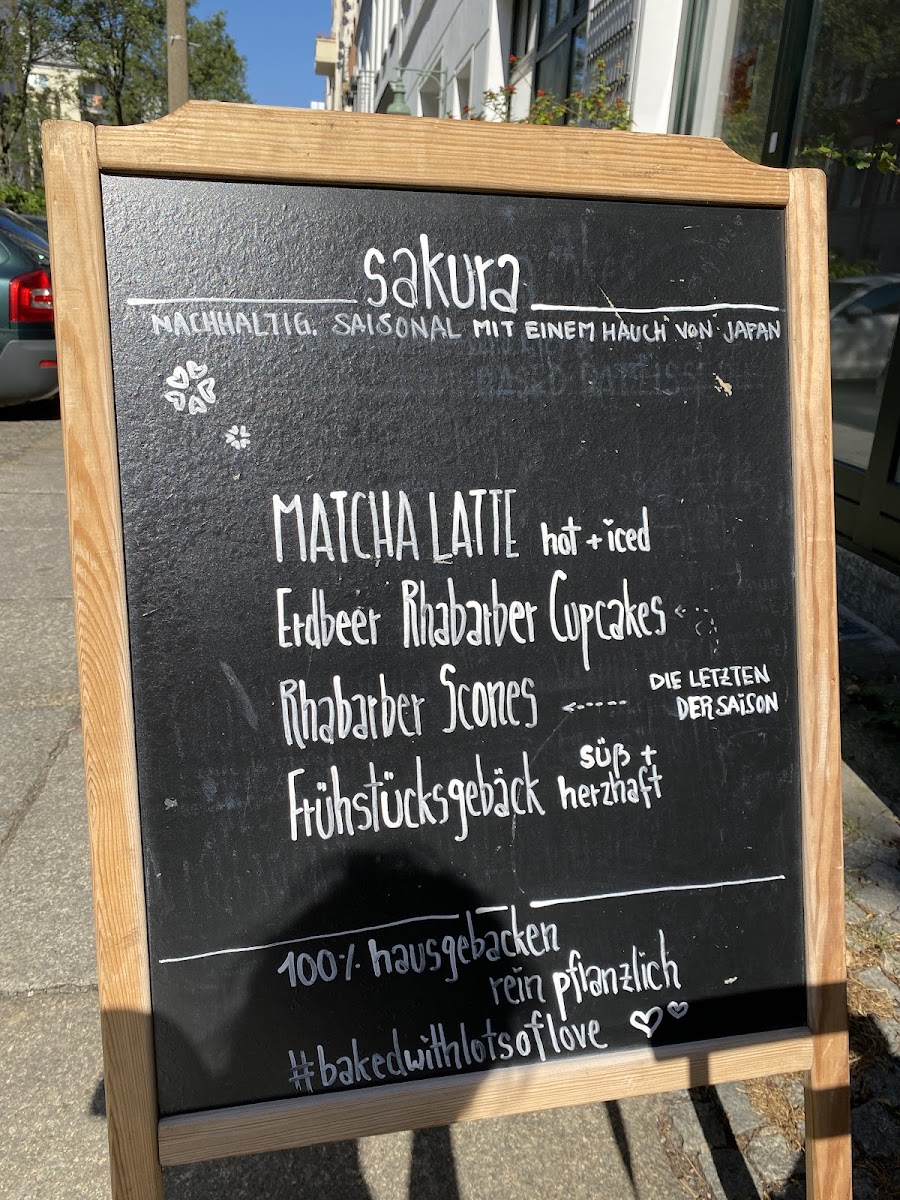 sakura
NACHHALTIG. SAISONAL MIT EINEM HAUCH VON JAPAN
MATCHA LATTE hot + iced
Erdbeer Rhabarber Cupcakes
Rhabarber Scones <----- DIE LETZTEN
DER SAISON
Frühstücksgebäck süß +
herzhaft
100% hausgebacken
rein pflanzlich
#bakedwithlotsoflove